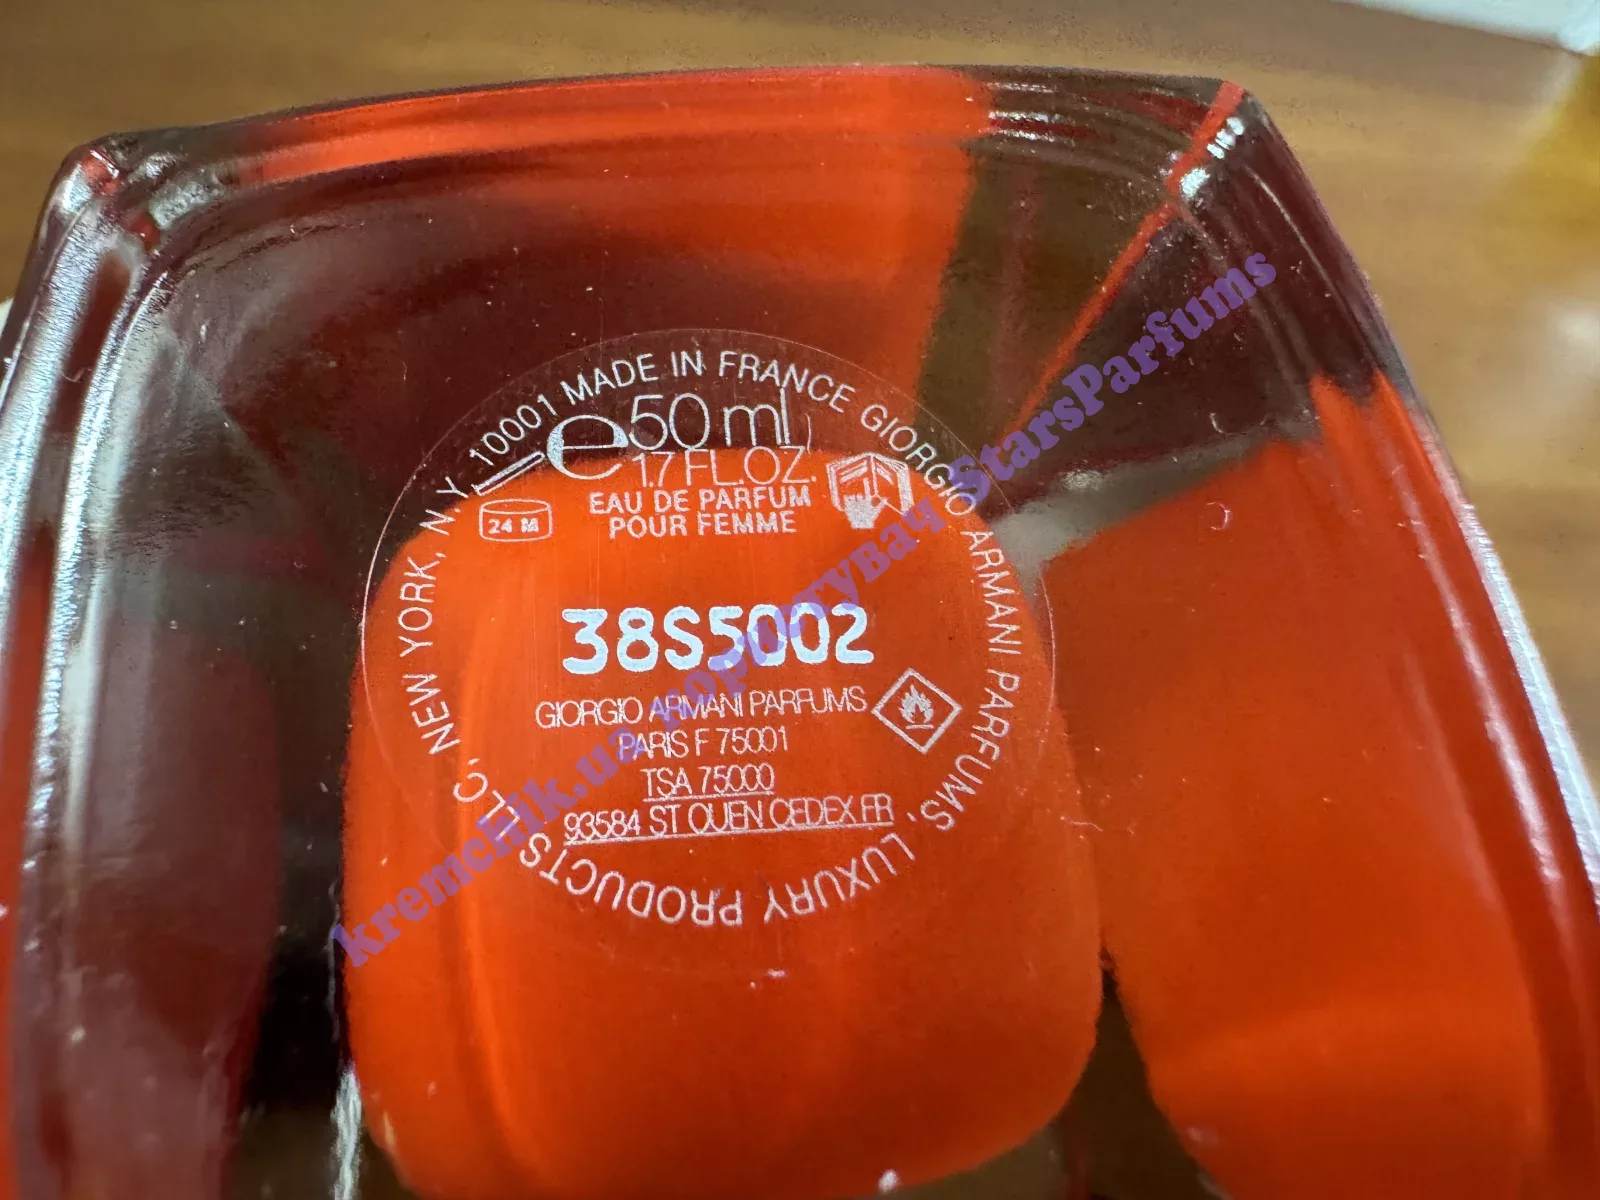 MADE IN FRANCE GIORGIO ARMANI PARFUMS, LUXURY PRODUCTS LLC, NEW YORK, N.Y. 10001
e 50 ml
1.7 FL.OZ.
EAU DE PARFUM
POUR FEMME
24 M
38S5002
GIORGIO ARMANI PARFUMS
PARIS F 75001
TSA 75000
93584 ST OUEN CEDEX FR
kremchik.ua копирGYBay StarsParfums